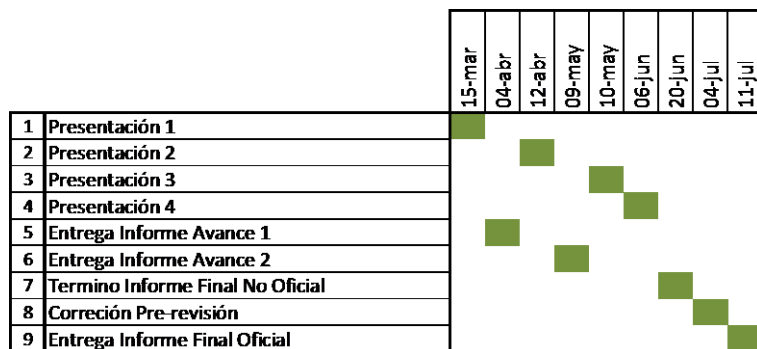 15-mar 04-abr 12-abr 09-may 10-may 06-jun 20-jun 04-jul 11-jul
1 Presentación 1
2 Presentación 2
3 Presentación 3
4 Presentación 4
5 Entrega Informe Avance 1
6 Entrega Informe Avance 2
7 Termino Informe Final No Oficial
8 Correción Pre-revisión
9 Entrega Informe Final Oficial